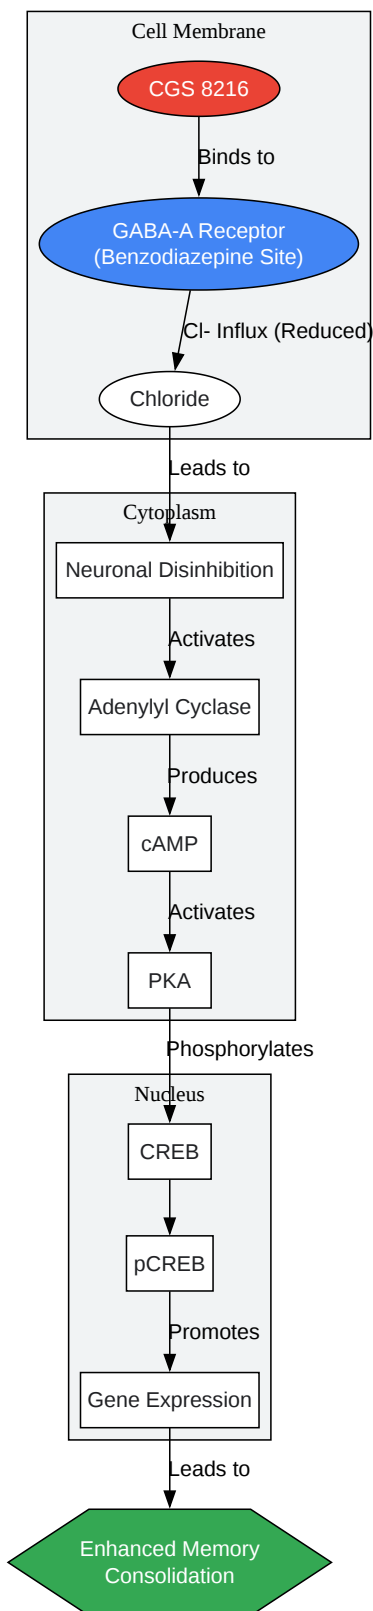 Cell Membrane
CGS 8216
Binds to
GABA-A Receptor
(Benzodiazepine Site)
Cl- Influx (Reduced)
Chloride
Leads to
Cytoplasm
Neuronal Disinhibition
Activates
Adenylyl Cyclase
Produces
cAMP
Activates
PKA
Phosphorylates
Nucleus
CREB
pCREB
Promotes
Gene Expression
Leads to
Enhanced Memory
Consolidation